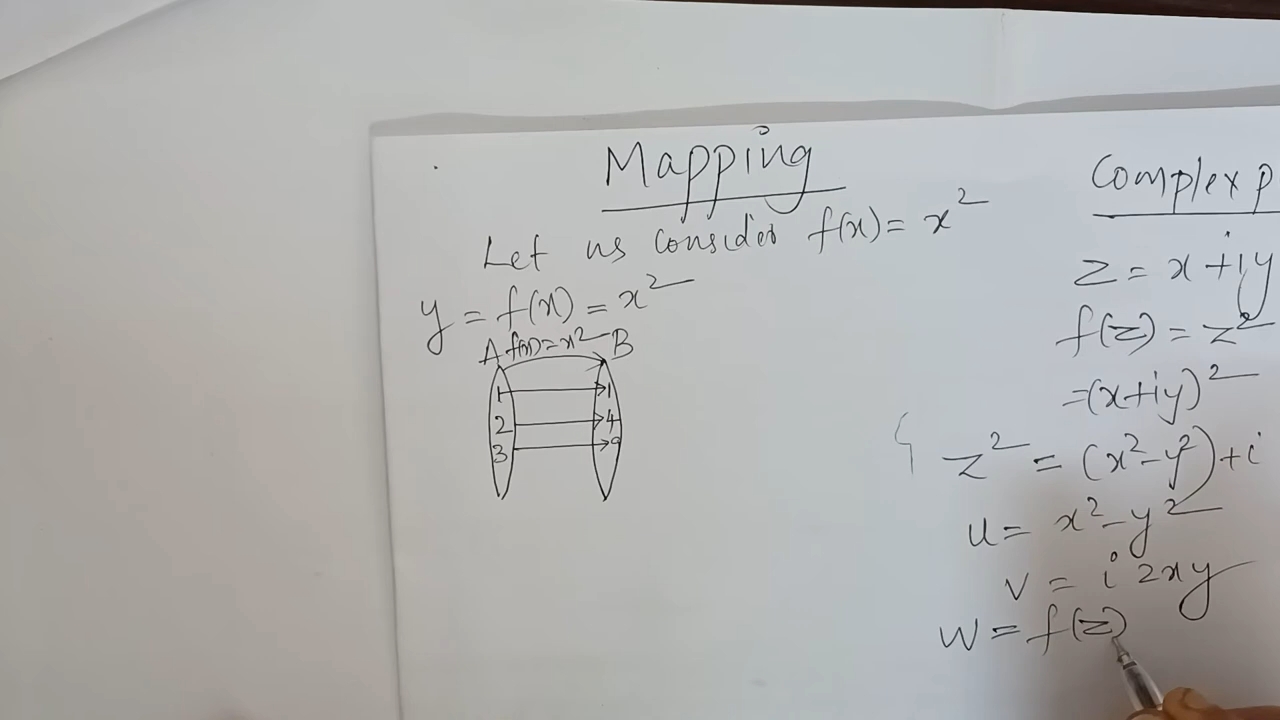 Mapping
Let us consider f(x) = x²
y = f(x) = x²
A f(x) = x² B
1 1
2 4
3 9
Complex p
z = x + iy
f(z) = z²
= (x+iy)²
z² = (x² - y²) + i
u = x² - y²
v = i 2xy
w = f(z)